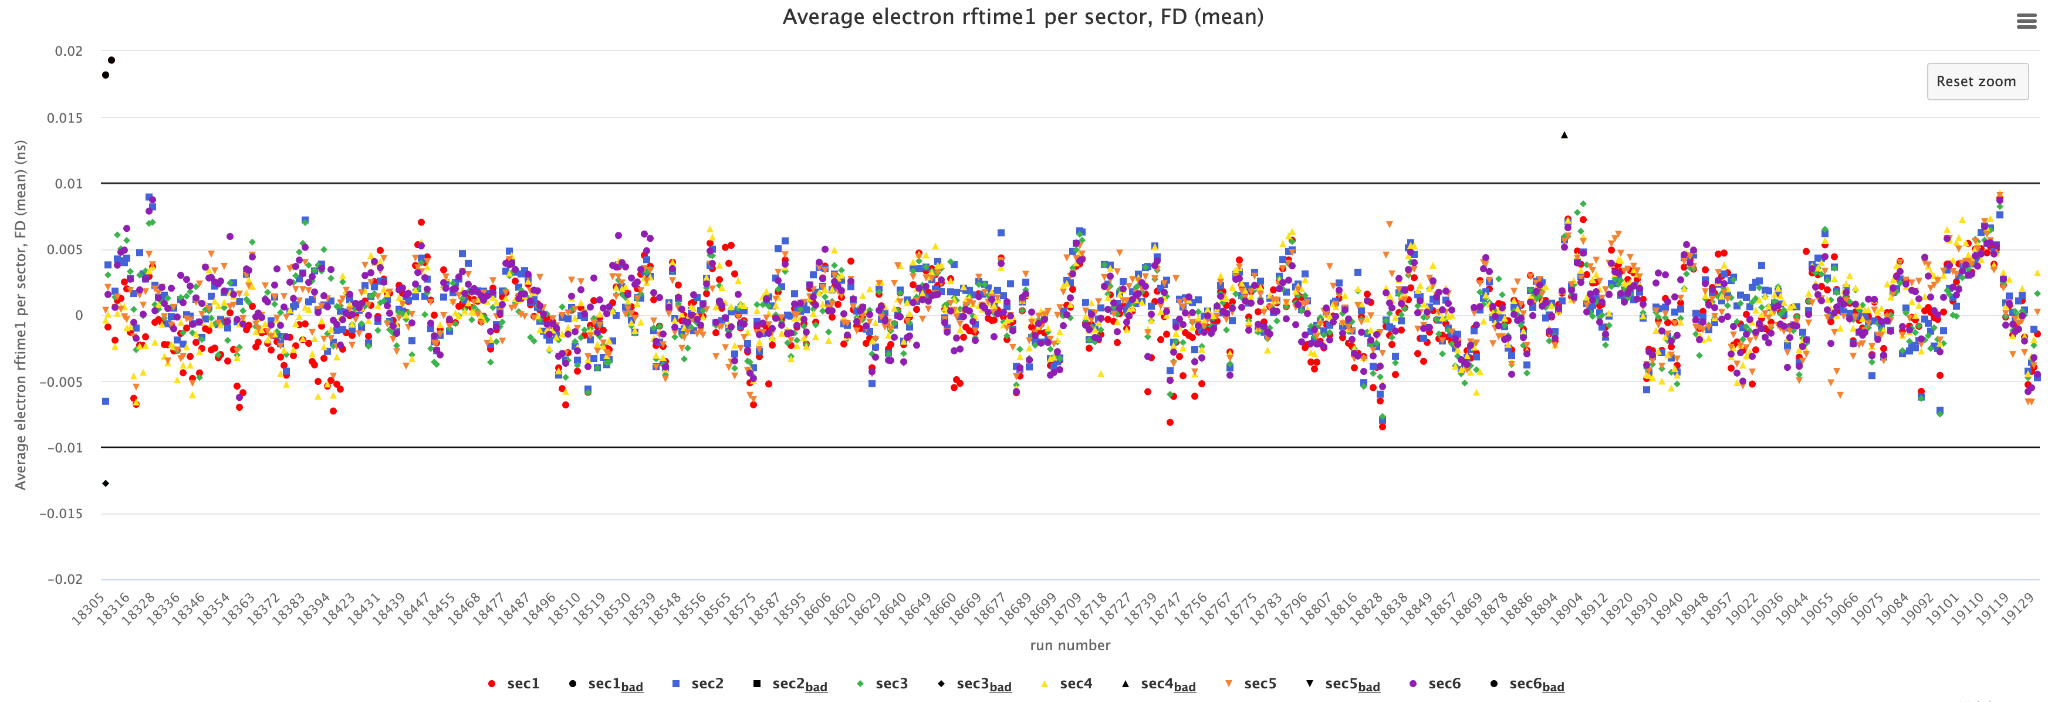 Average electron rftime1 per sector, FD (mean)
Reset zoom
Average electron rftime1 per sector, FD (mean) (ns)
0.02
0.015
0.01
0.005
0
−0.005
−0.01
−0.015
−0.02
18305 18316 18328 18336 18346 18354 18363 18372 18383 18394 18423 18431 18439 18447 18455 18468 18477 18487 18496 18510 18519 18530 18539 18548 18556 18565 18575 18587 18595 18606 18620 18629 18640 18649 18660 18669 18677 18689 18699 18709 18718 18727 18739 18747 18756 18767 18775 18783 18796 18807 18816 18828 18838 18849 18857 18869 18878 18886 18894 18904 18912 18920 18930 18940 18948 18957 19022 19036 19044 19055 19066 19075 19084 19092 19101 19110 19119 19129
run number
sec1 sec1bad sec2 sec2bad sec3 sec3bad sec4 sec4bad sec5 sec5bad sec6 sec6bad